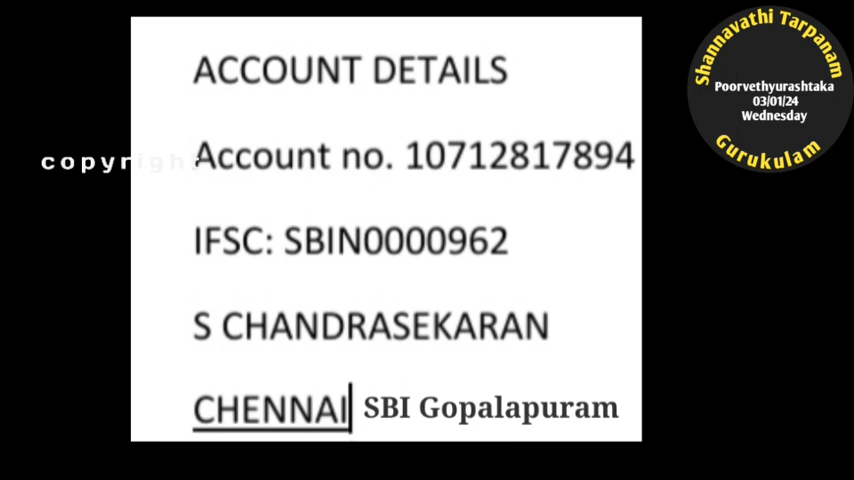 ACCOUNT DETAILS
Account no. 10712817894
IFSC: SBIN0000962
S CHANDRASEKARAN
CHENNAI SBI Gopalapuram
copyright
Shannavathi Tarpanam
Poorvethyurashtaka
03/01/24
Wednesday
Gurukulam